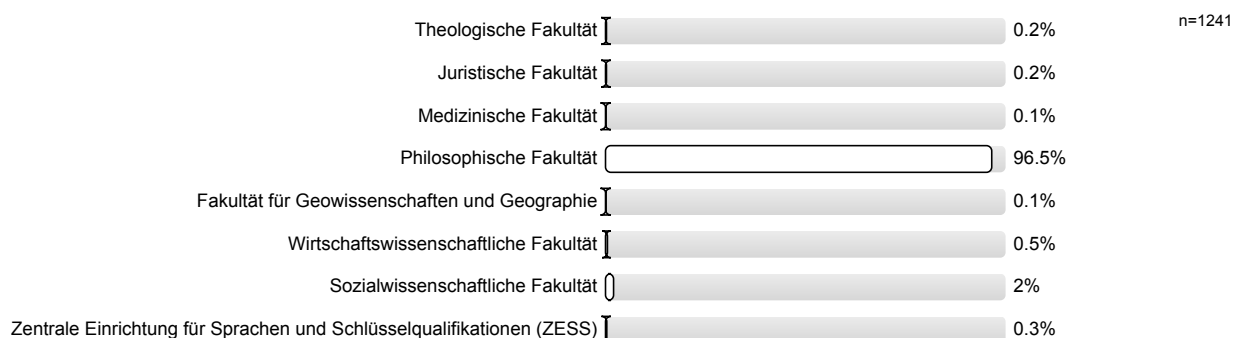 Theologische Fakultät 0.2% n=1241
Juristische Fakultät 0.2%
Medizinische Fakultät 0.1%
Philosophische Fakultät 96.5%
Fakultät für Geowissenschaften und Geographie 0.1%
Wirtschaftswissenschaftliche Fakultät 0.5%
Sozialwissenschaftliche Fakultät 2%
Zentrale Einrichtung für Sprachen und Schlüsselqualifikationen (ZESS) 0.3%